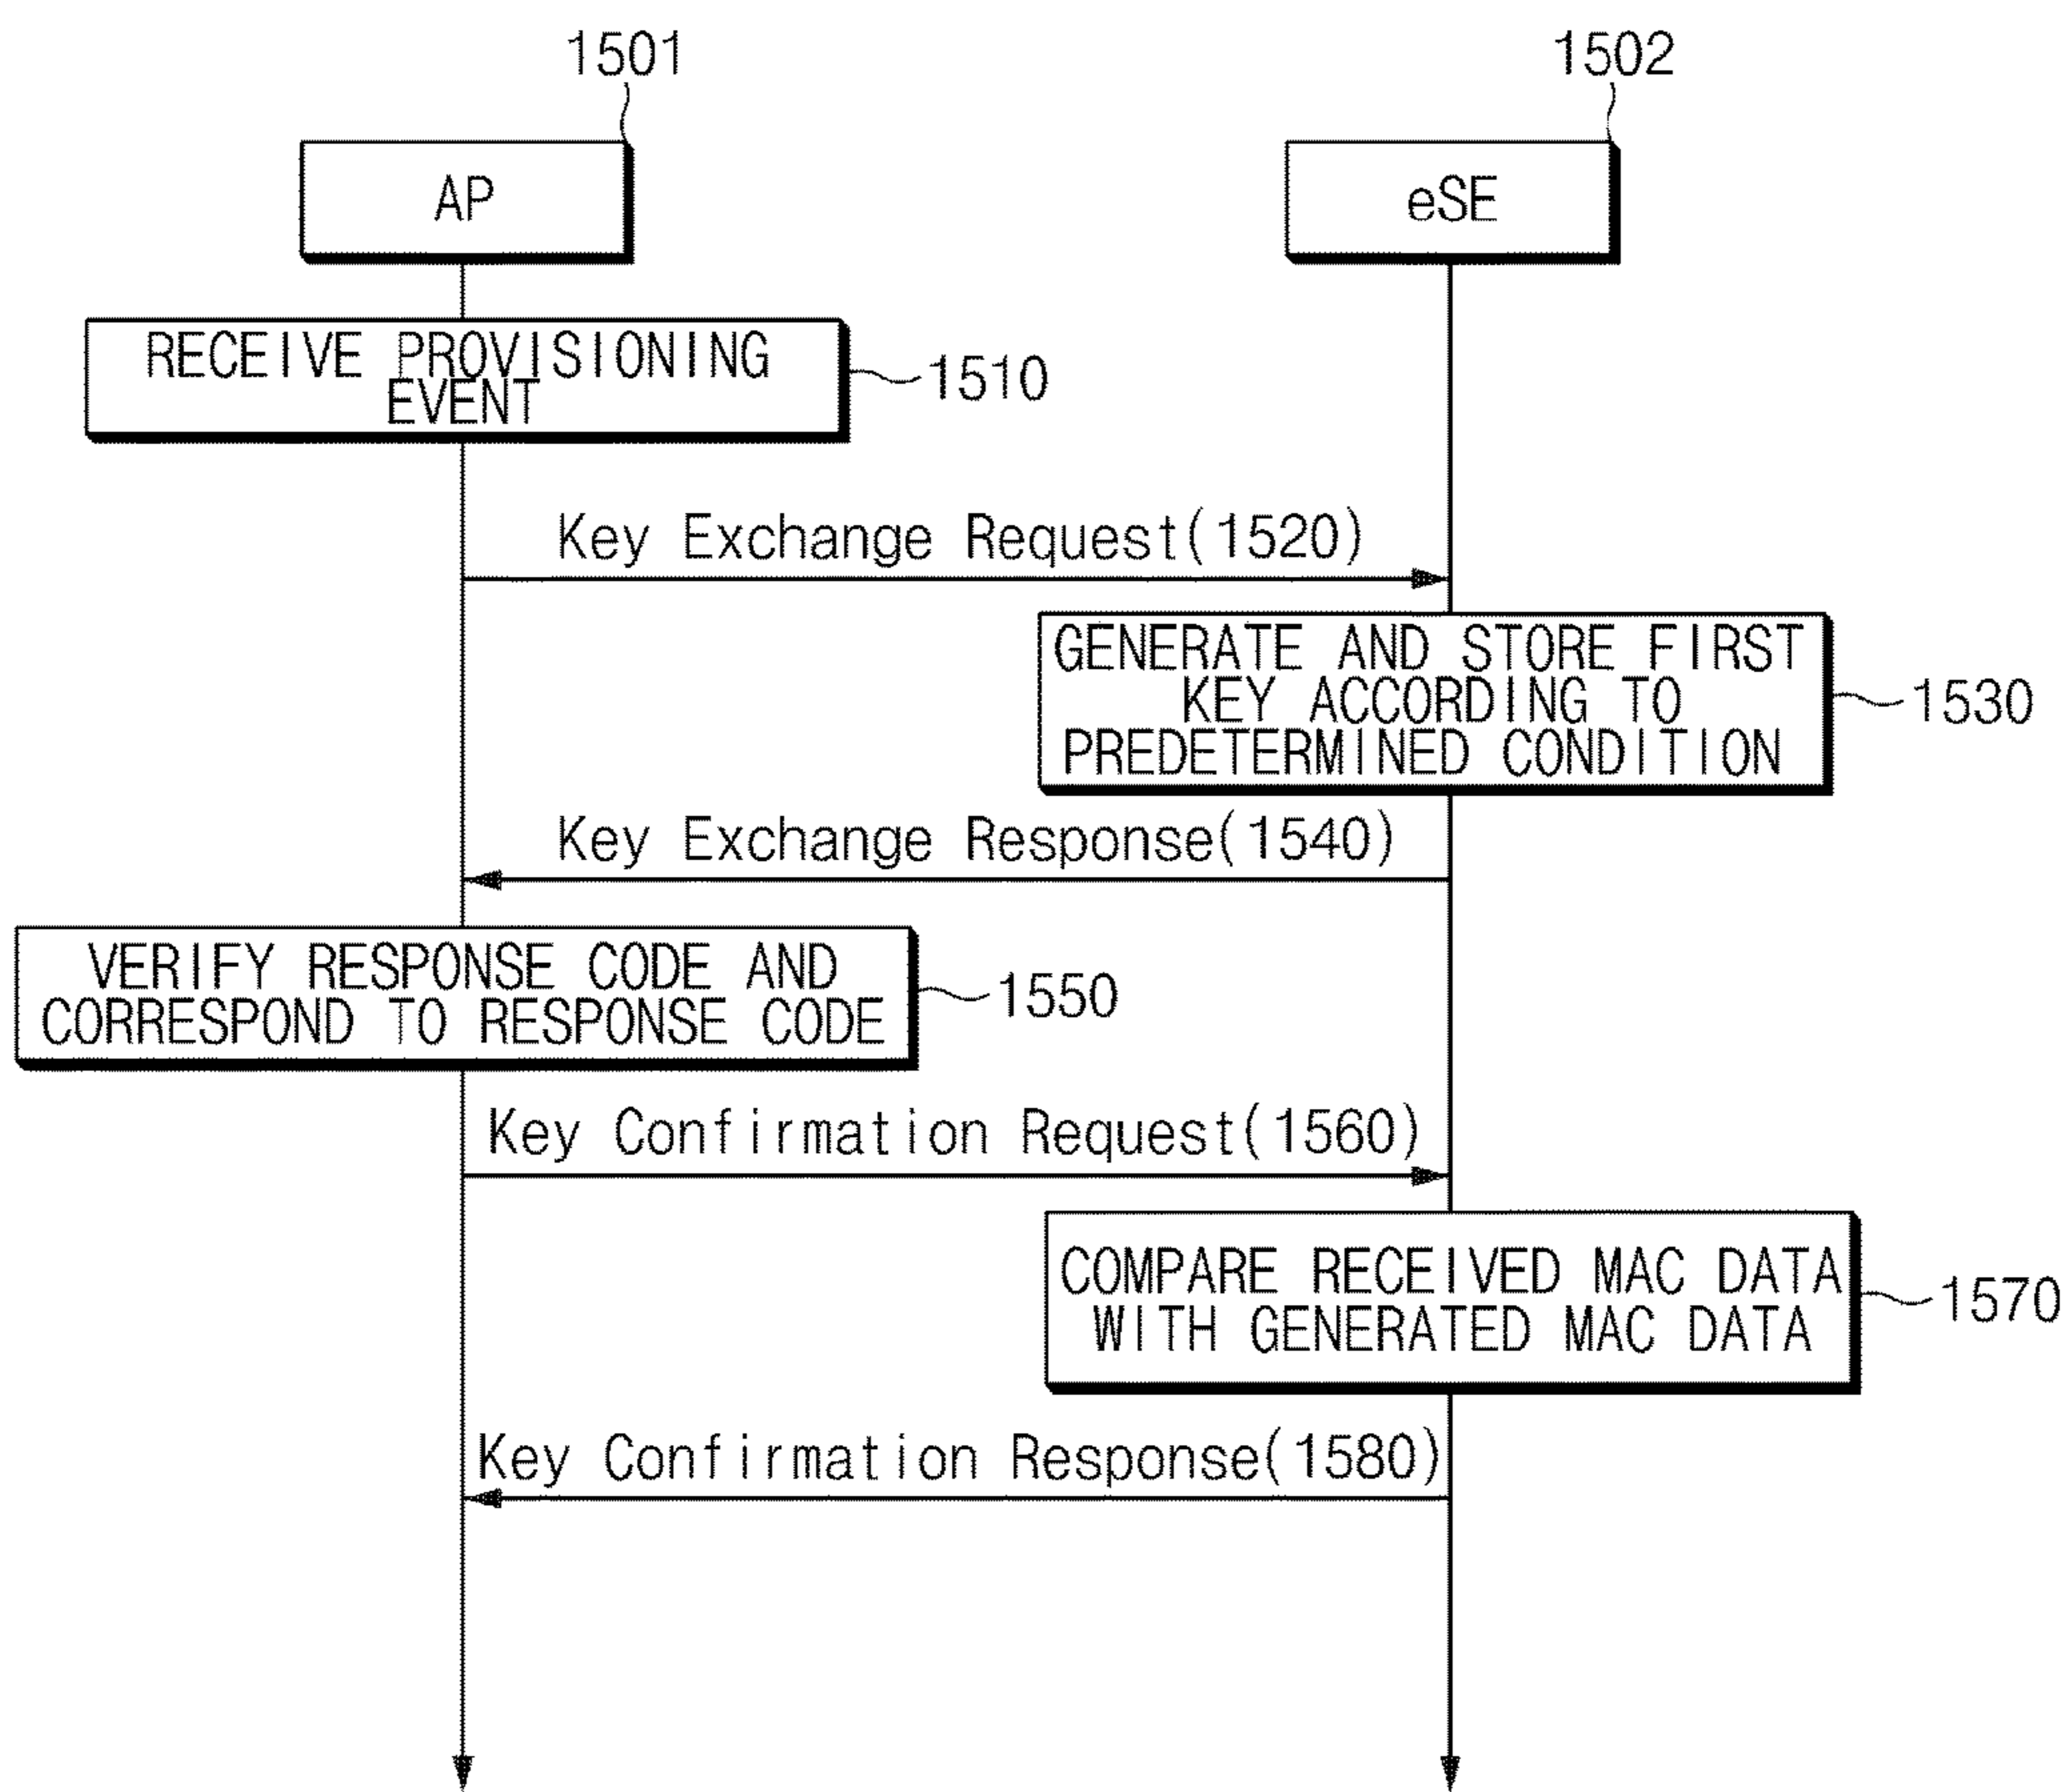 1501
1502
AP
eSE
RECEIVE PROVISIONING
EVENT
1510
Key Exchange Request(1520)
GENERATE AND STORE FIRST
KEY ACCORDING TO
PREDETERMINED CONDITION
1530
Key Exchange Response(1540)
VERIFY RESPONSE CODE AND
CORRESPOND TO RESPONSE CODE
1550
Key Confirmation Request(1560)
COMPARE RECEIVED MAC DATA
WITH GENERATED MAC DATA
1570
Key Confirmation Response(1580)